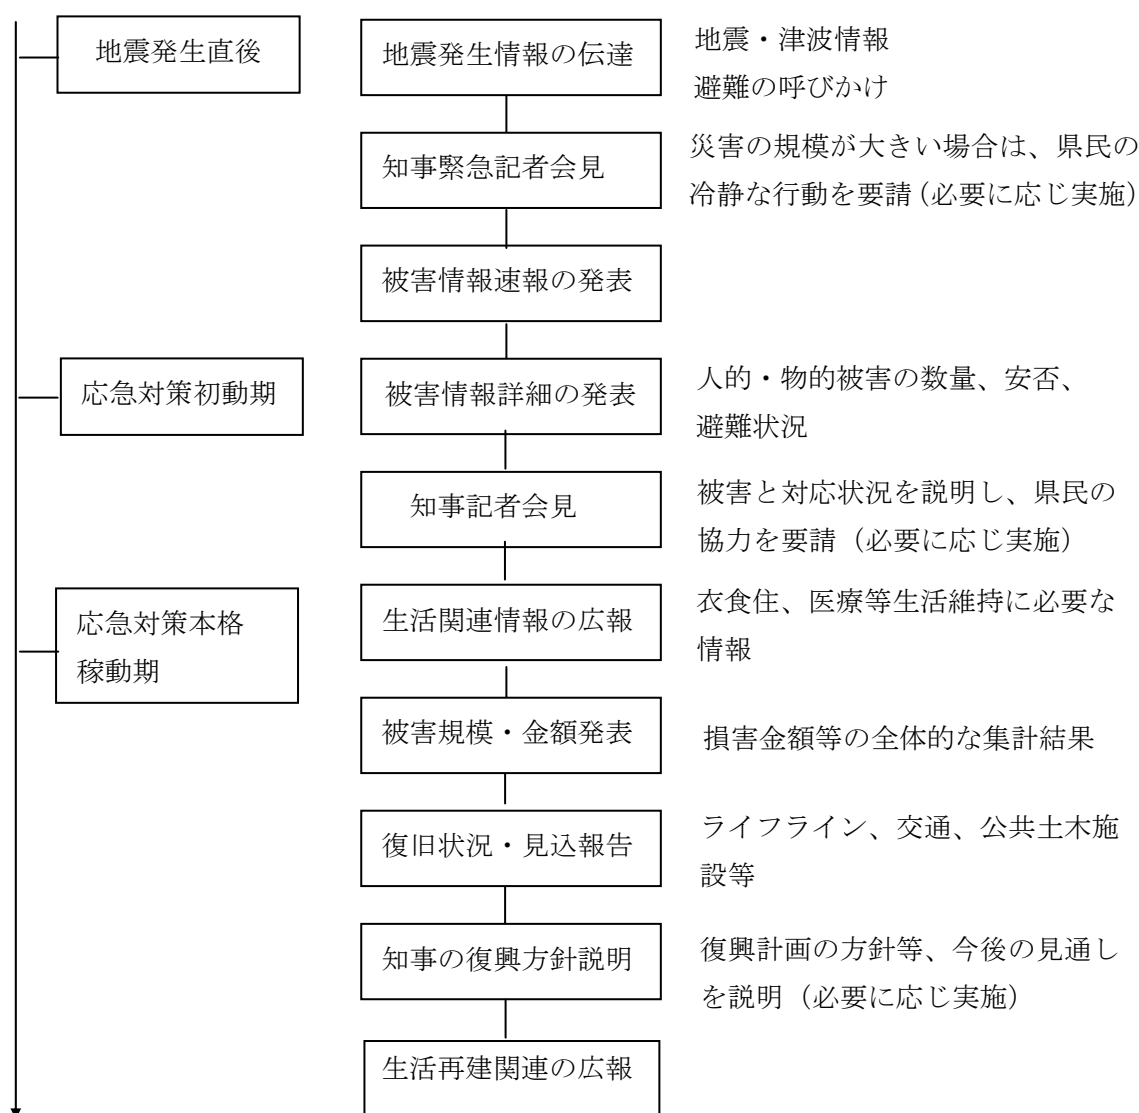 地震発生直後
地震発生情報の伝達
地震・津波情報
避難の呼びかけ
知事緊急記者会見
災害の規模が大きい場合は、県民の
冷静な行動を要請（必要に応じ実施）
被害情報速報の発表
応急対策初動期
被害情報詳細の発表
人的・物的被害の数量、安否、
避難状況
知事記者会見
被害と対応状況を説明し、県民の
協力を要請（必要に応じ実施）
応急対策本格
稼動期
生活関連情報の広報
衣食住、医療等生活維持に必要な
情報
被害規模・金額発表
損害金額等の全体的な集計結果
復旧状況・見込報告
ライフライン、交通、公共土木施
設等
知事の復興方針説明
復興計画の方針等、今後の見通し
を説明（必要に応じ実施）
生活再建関連の広報